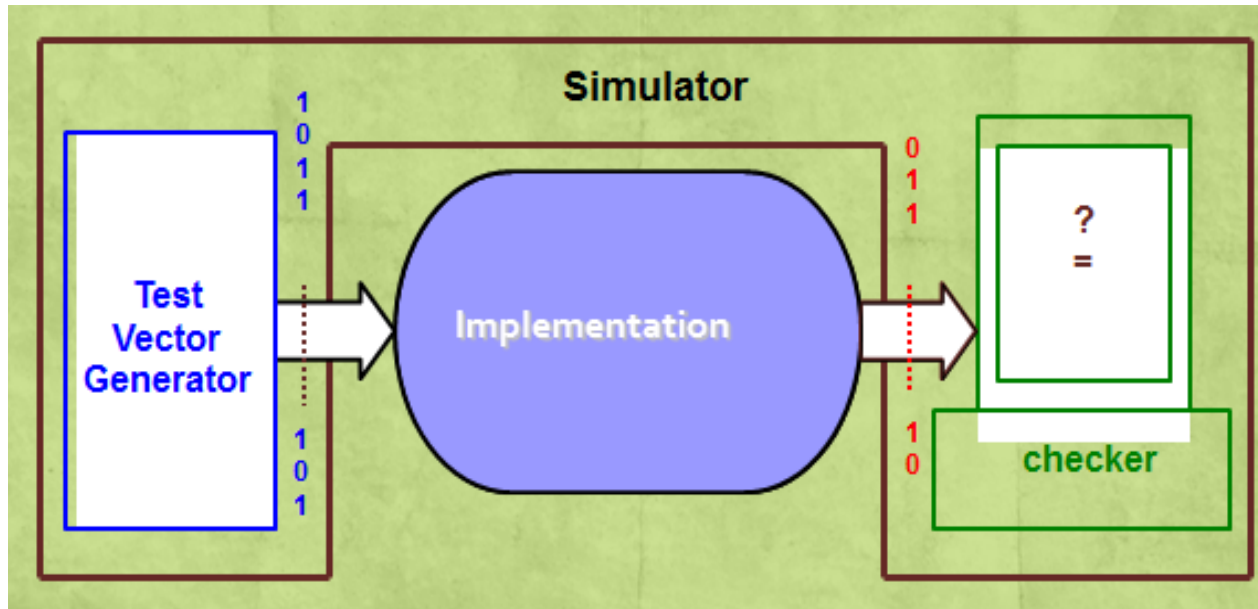 Simulator
1
0
1
1
Test
Vector
Generator
1
0
1
Implementation
0
1
1
1
0
?
=
checker